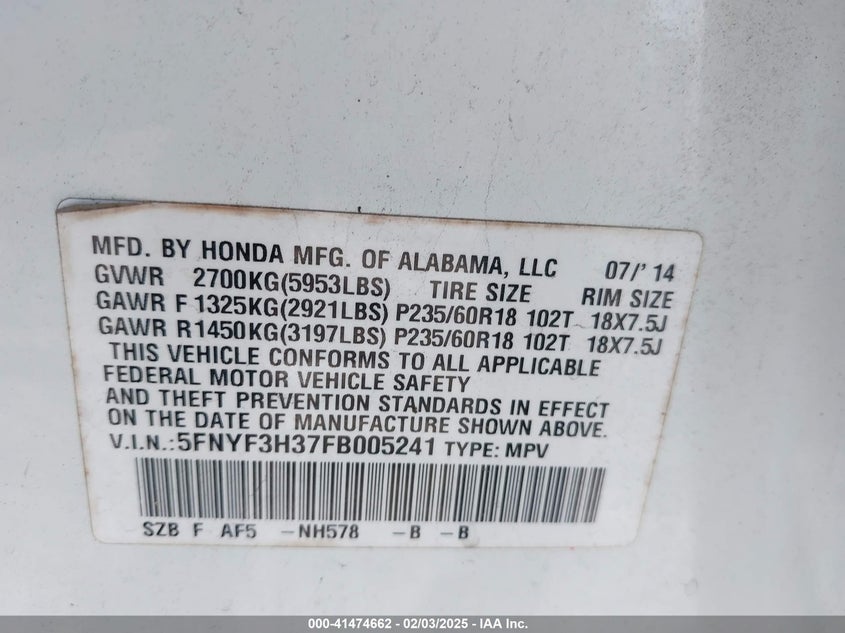 MFD. BY HONDA MFG. OF ALABAMA, LLC 07/'14
GVWR 2700KG(5953LBS) TIRE SIZE RIM SIZE
GAWR F 1325KG(2921LBS) P235/60R18 102T 18X7.5J
GAWR R1450KG(3197LBS) P235/60R18 102T 18X7.5J
THIS VEHICLE CONFORMS TO ALL APPLICABLE
FEDERAL MOTOR VEHICLE SAFETY
AND THEFT PREVENTION STANDARDS IN EFFECT
ON THE DATE OF MANUFACTURE SHOWN ABOVE.
V.I.N.:5FNYF3H37FB005241 TYPE: MPV
SZB F AF5 -NH578 -B -B
000-41474662 - 02/03/2025 - IAA Inc.